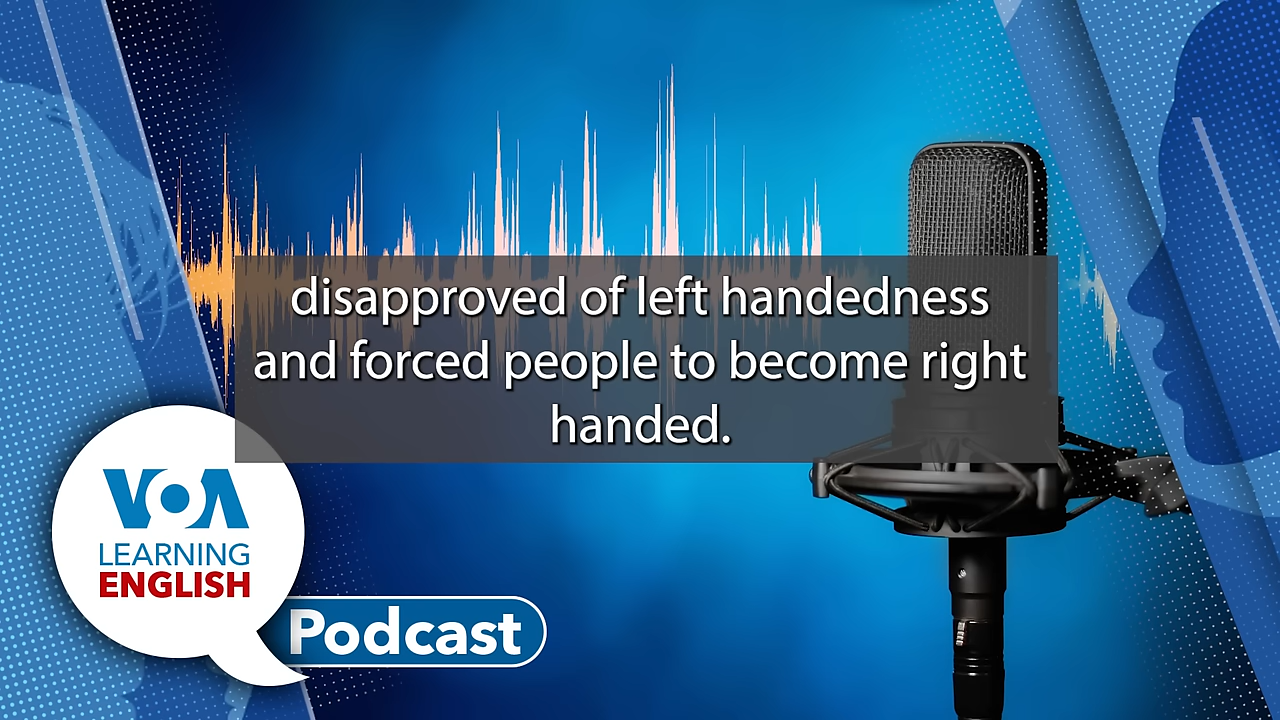 disapproved of left handedness
and forced people to become right
handed.
VOA
LEARNING
ENGLISH
Podcast